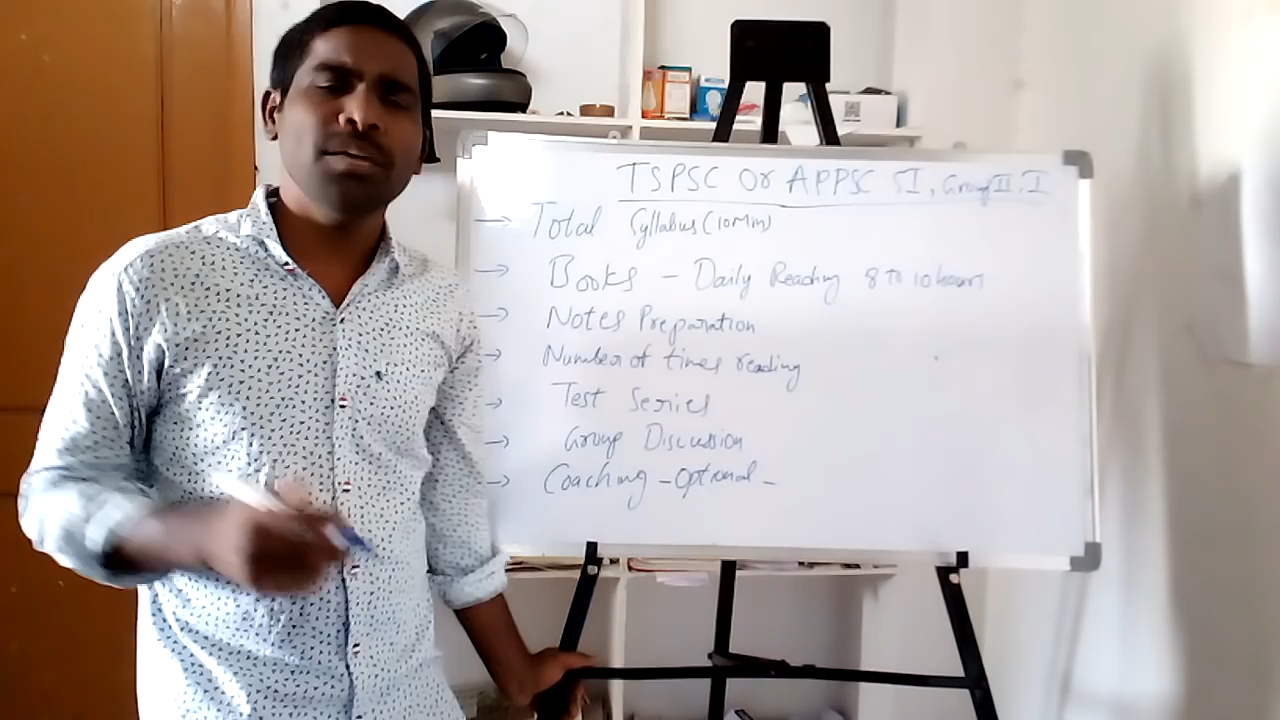 TSPSC Or APPSC SI, Group II, I
→ Total Syllabus (10Min)
→ Books - Daily Reading 8 To 10 hours
→ Notes Preparation
→ Number of times reading
→ Test Series
→ Group Discussion
→ Coaching - Optional -